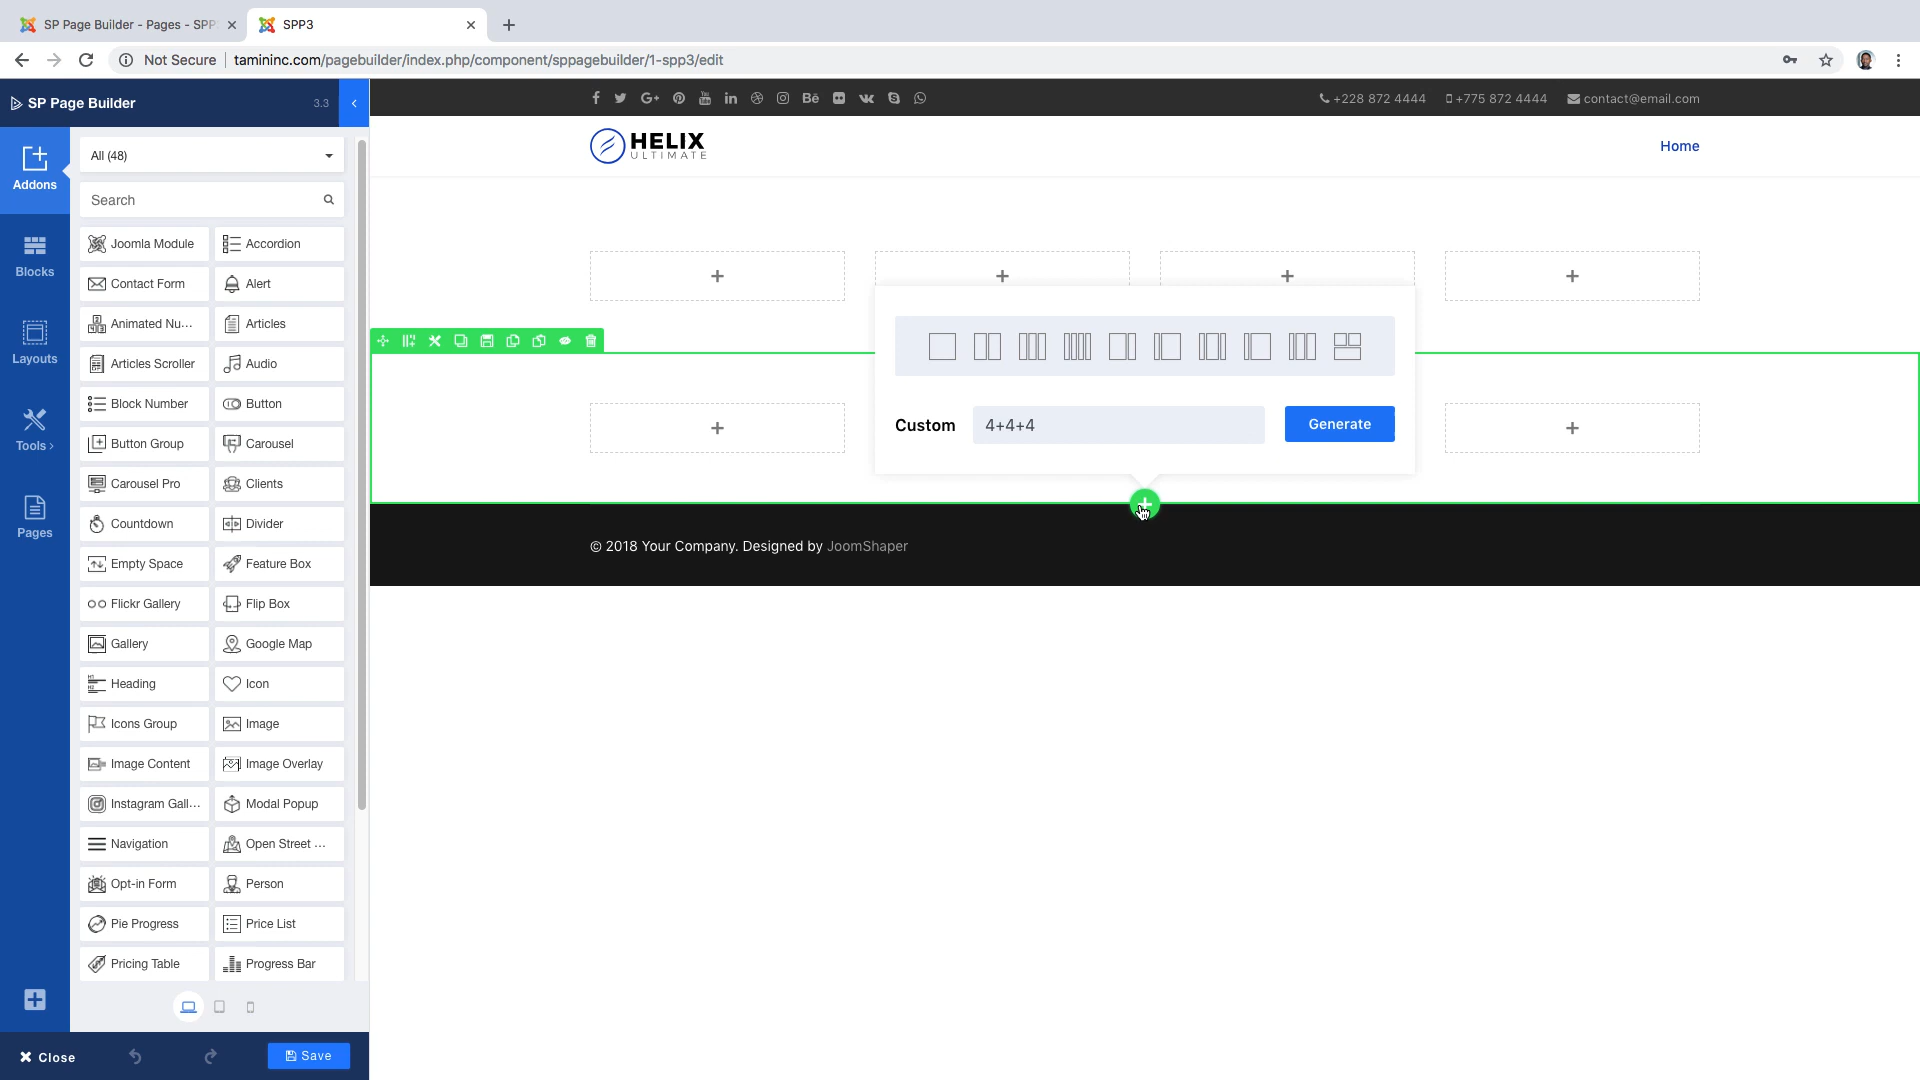 SP Page Builder - Pages - SPP
SPP3
Not Secure
tamininc.com/pagebuilder/index.php/component/sppagebuilder/1-spp3/edit
SP Page Builder
3.3
+228 872 4444
+775 872 4444
contact@email.com
HELIX
ULTIMATE
Home
Addons
Blocks
Layouts
Tools >
Pages
All (48)
Search
Joomla Module
Accordion
Contact Form
Alert
Animated Nu...
Articles
Articles Scroller
Audio
Block Number
Button
Button Group
Carousel
Carousel Pro
Clients
Countdown
Divider
Empty Space
Feature Box
Flickr Gallery
Flip Box
Gallery
Google Map
Heading
Icon
Icons Group
Image
Image Content
Image Overlay
Instagram Gall...
Modal Popup
Navigation
Open Street ...
Opt-in Form
Person
Pie Progress
Price List
Pricing Table
Progress Bar
Close
Save
Custom
4+4+4
Generate
© 2018 Your Company. Designed by JoomShaper